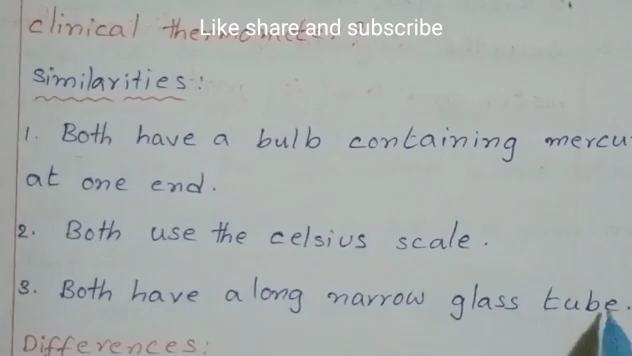 clinical thermometer?
Like share and subscribe
Similarities:
1. Both have a bulb containing mercu
at one end.
2. Both use the celsius scale.
3. Both have a long narrow glass tube.
Differences: